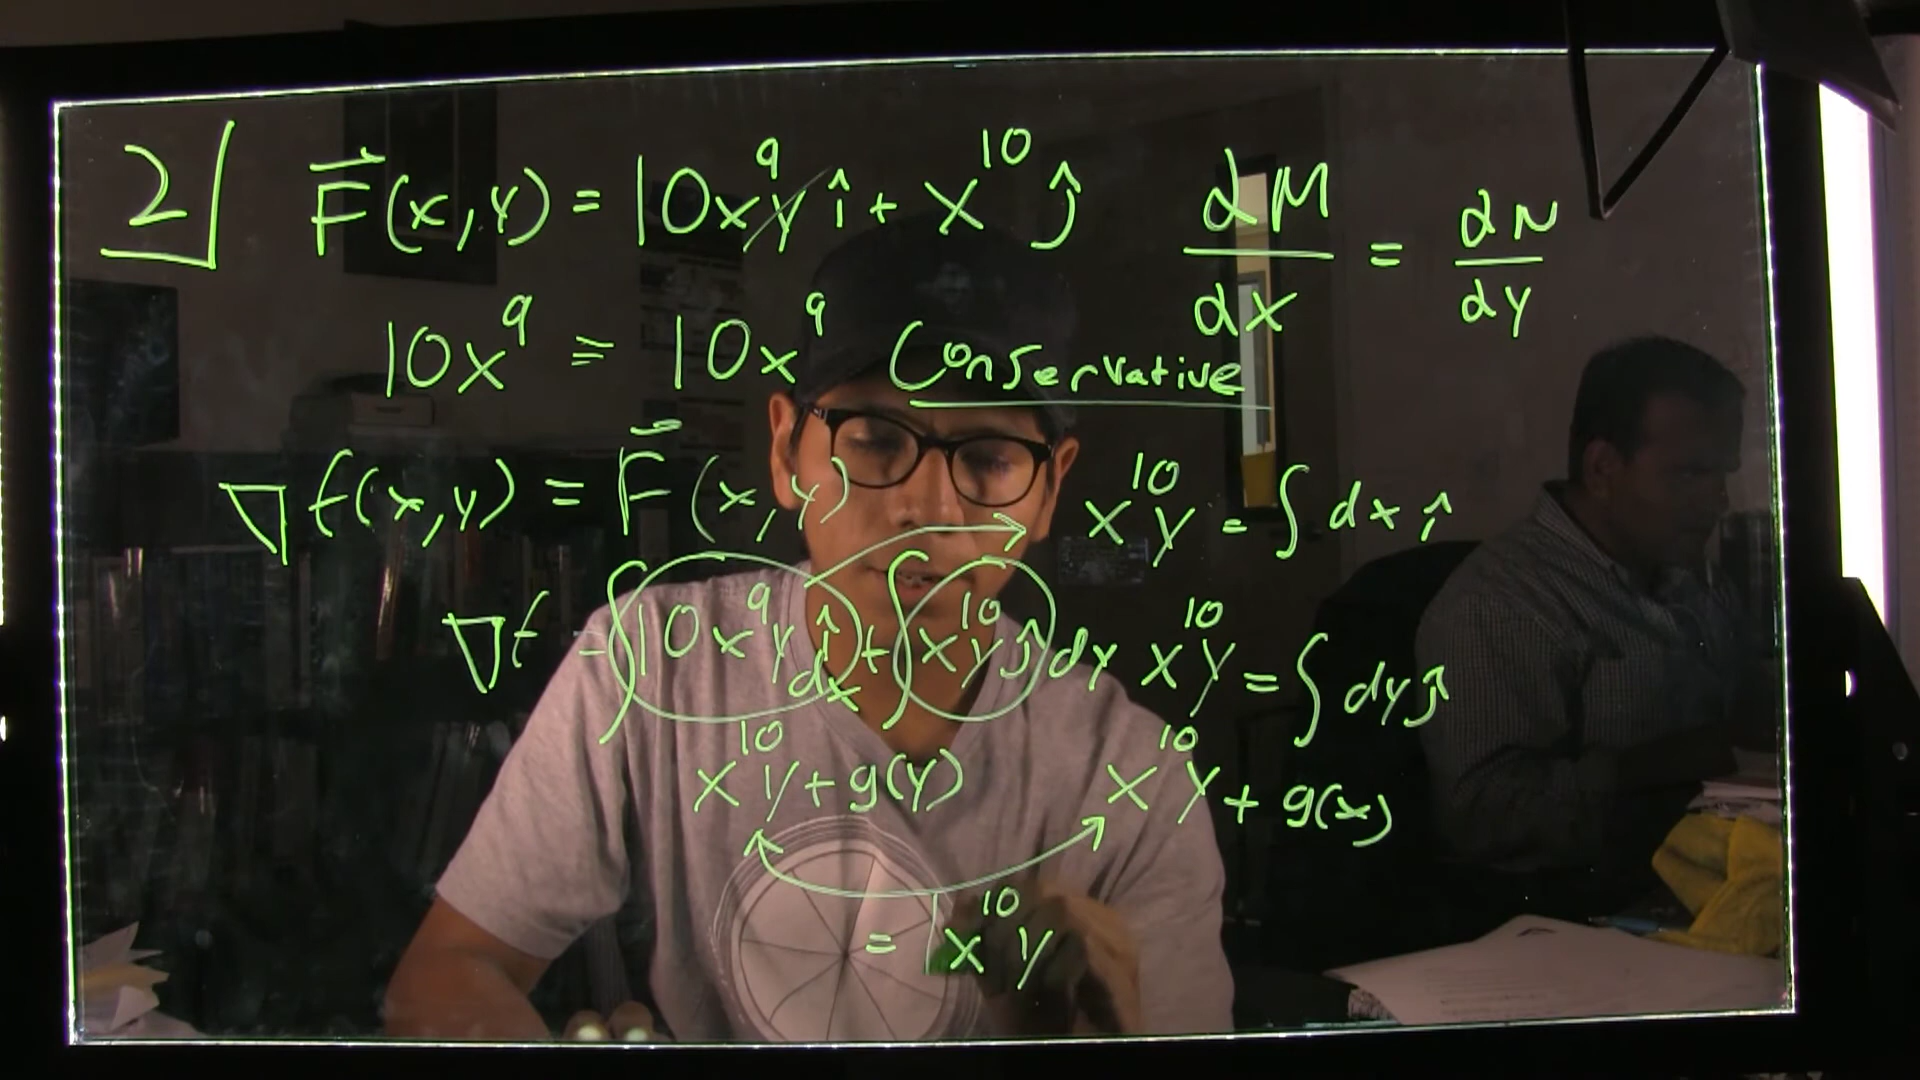 2 F⃗(x,y) = 10x⁹y î + x¹⁰ ĵ dM/dx = dN/dy
10x⁹ = 10x⁹ Conservative
∇f(x,y) = F⃗(x,y) x¹⁰y = ∫ dx î
∇f = ∫10x⁹y î dx + ∫x¹⁰y ĵ dy x¹⁰y = ∫ dy ĵ
x¹⁰y + g(y) x¹⁰y + g(x)
= x¹⁰y